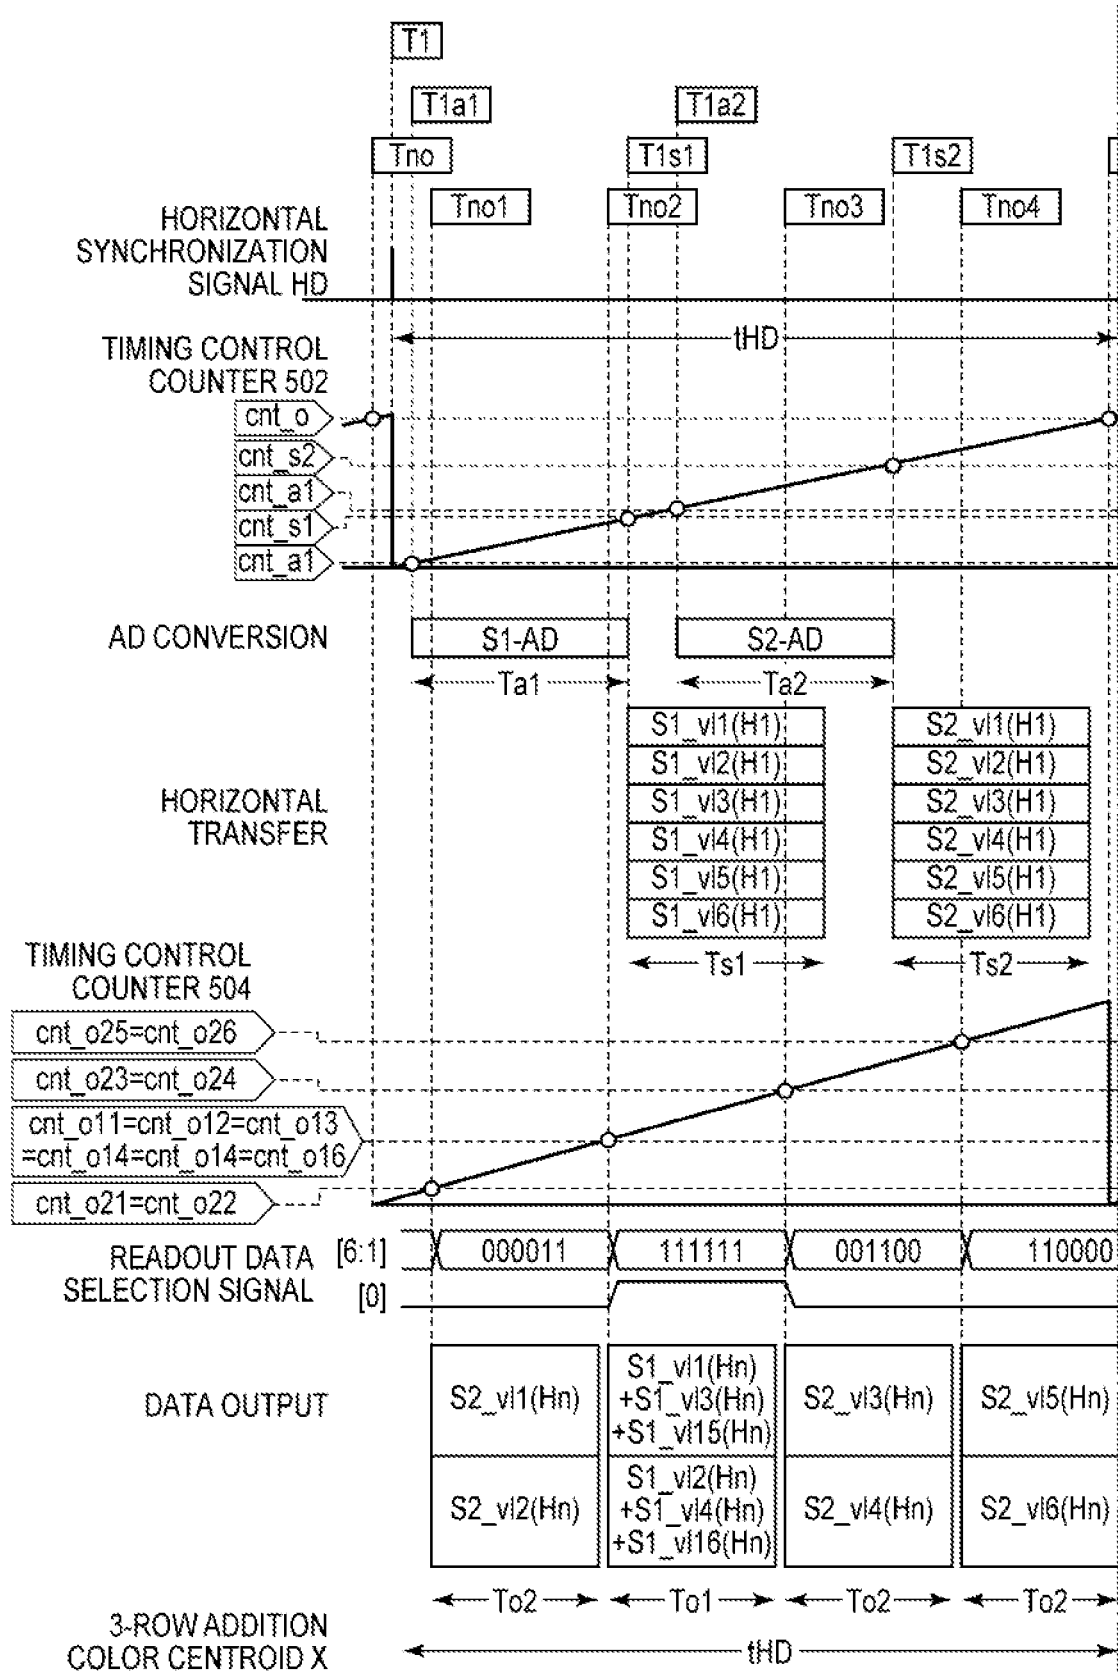 T1
T1a1 T1a2
Tno T1s1 T1s2
Tno1 Tno2 Tno3 Tno4
HORIZONTAL
SYNCHRONIZATION
SIGNAL HD
tHD
TIMING CONTROL
COUNTER 502
cnt_o
cnt_s2
cnt_a1
cnt_s1
cnt_a1
AD CONVERSION S1-AD S2-AD
Ta1 Ta2
HORIZONTAL
TRANSFER
S1_vl1(H1) S2_vl1(H1)
S1_vl2(H1) S2_vl2(H1)
S1_vl3(H1) S2_vl3(H1)
S1_vl4(H1) S2_vl4(H1)
S1_vl5(H1) S2_vl5(H1)
S1_vl6(H1) S2_vl6(H1)
Ts1 Ts2
TIMING CONTROL
COUNTER 504
cnt_o25=cnt_o26
cnt_o23=cnt_o24
cnt_o11=cnt_o12=cnt_o13
=cnt_o14=cnt_o14=cnt_o16
cnt_o21=cnt_o22
READOUT DATA
SELECTION SIGNAL
[6:1] 000011 111111 001100 110000
[0]
DATA OUTPUT
S2_vl1(Hn)
S1_vl1(Hn)
+S1_vl3(Hn)
+S1_vl15(Hn)
S2_vl3(Hn)
S2_vl5(Hn)
S2_vl2(Hn)
S1_vl2(Hn)
+S1_vl4(Hn)
+S1_vl16(Hn)
S2_vl4(Hn)
S2_vl6(Hn)
To2 To1 To2 To2
3-ROW ADDITION
COLOR CENTROID X
tHD